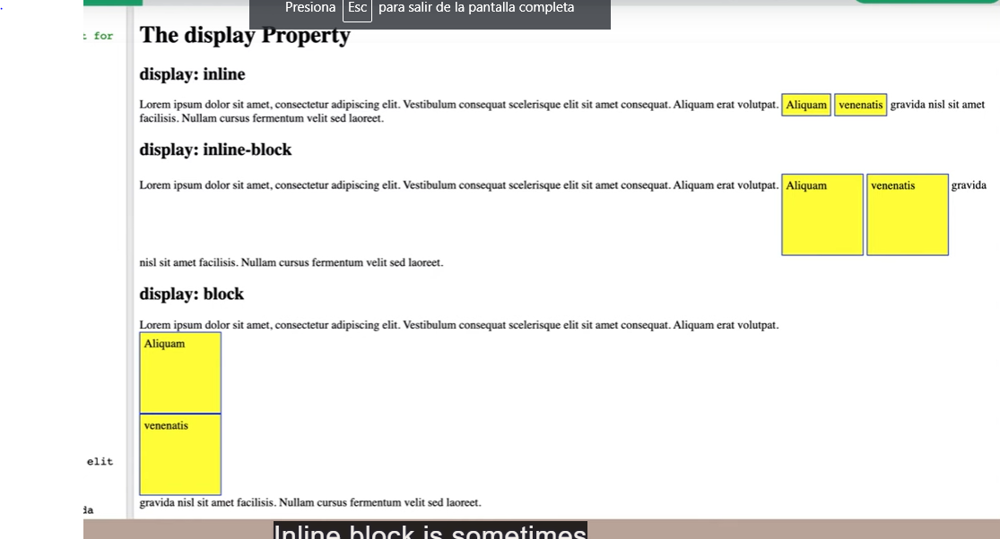 Presiona Esc para salir de la pantalla completa
for
The display Property
display: inline
Lorem ipsum dolor sit amet, consectetur adipiscing elit. Vestibulum consequat scelerisque elit sit amet consequat. Aliquam erat volutpat. Aliquam venenatis gravida nisl sit amet
facilisis. Nullam cursus fermentum velit sed laoreet.
display: inline-block
Lorem ipsum dolor sit amet, consectetur adipiscing elit. Vestibulum consequat scelerisque elit sit amet consequat. Aliquam erat volutpat. Aliquam venenatis gravida
nisl sit amet facilisis. Nullam cursus fermentum velit sed laoreet.
display: block
Lorem ipsum dolor sit amet, consectetur adipiscing elit. Vestibulum consequat scelerisque elit sit amet consequat. Aliquam erat volutpat.
Aliquam
venenatis
elit
gravida nisl sit amet facilisis. Nullam cursus fermentum velit sed laoreet.
Inline block is sometimes